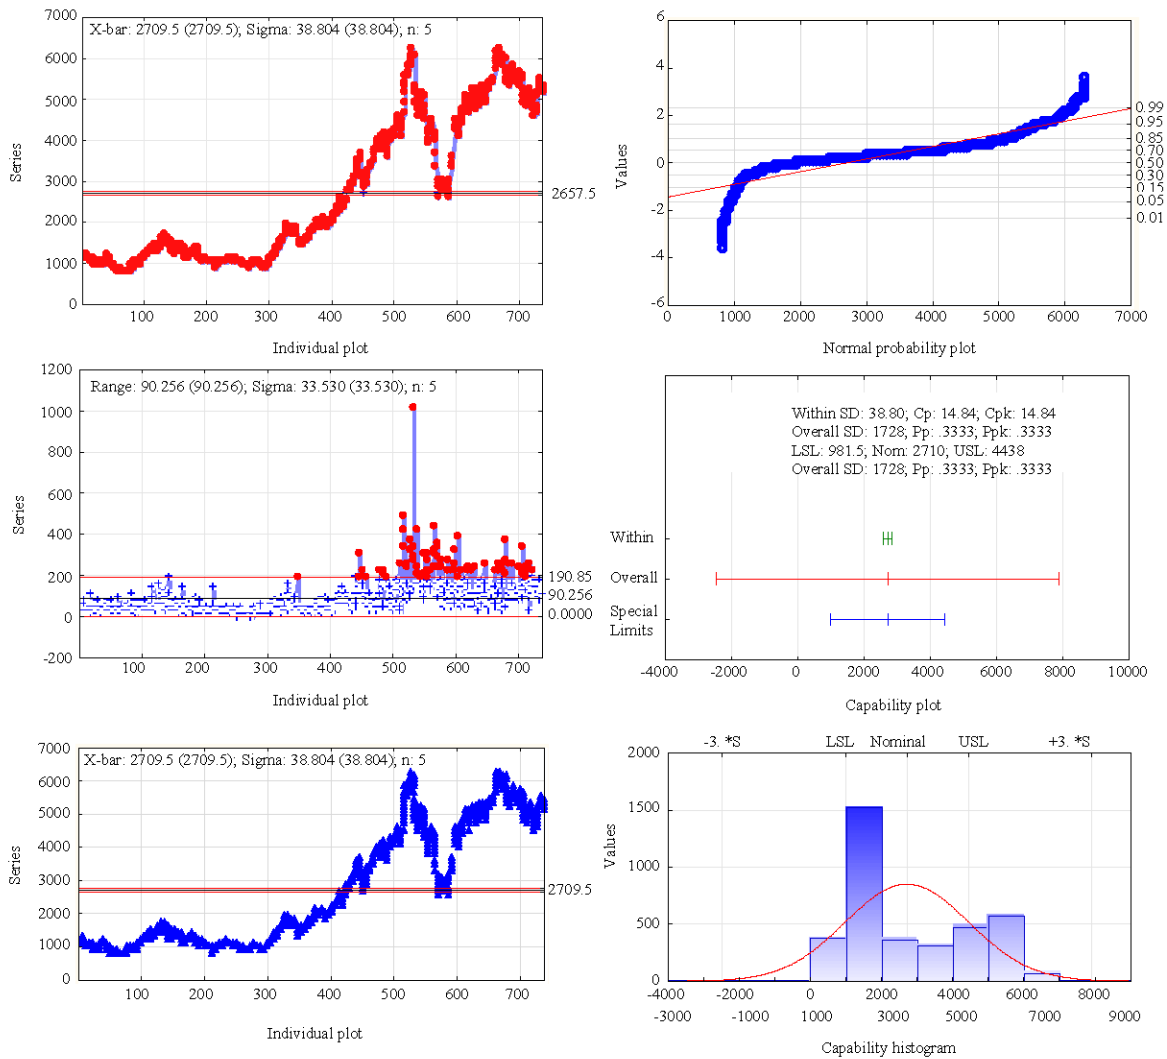 X-bar: 2709.5 (2709.5); Sigma: 38.804 (38.804); n: 5
7000
6000
5000
4000
3000
2000
1000
0
Series
2657.5
100 200 300 400 500 600 700
Individual plot
6
4
2
0
-2
-4
-6
Values
0.99
0.95
0.85
0.70
0.50
0.30
0.15
0.05
0.01
0 1000 2000 3000 4000 5000 6000 7000
Normal probability plot
Range: 90.256 (90.256); Sigma: 33.530 (33.530); n: 5
1200
1000
800
600
400
200
0
-200
Series
190.85
90.256
0.0000
100 200 300 400 500 600 700
Individual plot
Within SD: 38.80; Cp: 14.84; Cpk: 14.84
Overall SD: 1728; Pp: .3333; Ppk: .3333
LSL: 981.5; Nom: 2710; USL: 4438
Overall SD: 1728; Pp: .3333; Ppk: .3333
Within
Overall
Special
Limits
-4000 -2000 0 2000 4000 6000 8000 10000
Capability plot
X-bar: 2709.5 (2709.5); Sigma: 38.804 (38.804); n: 5
7000
6000
5000
4000
3000
2000
1000
0
Series
2709.5
100 200 300 400 500 600 700
Individual plot
-3. *S LSL Nominal USL +3. *S
2000
1500
1000
500
0
Values
-4000 -2000 0 2000 4000 6000 8000
-3000 -1000 1000 3000 5000 7000 9000
Capability histogram